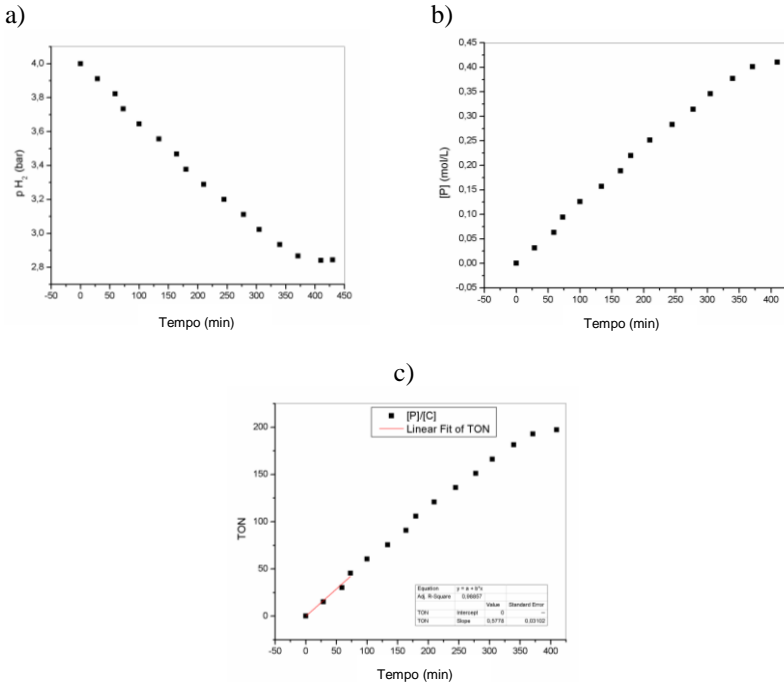 a)
4,0
3,8
3,6
3,4
3,2
3,0
2,8
p H₂ (bar)
-50 0 50 100 150 200 250 300 350 400 450
Tempo (min)
b)
0,45
0,40
0,35
0,30
0,25
0,20
0,15
0,10
0,05
0,00
-0,05
[P] (mol/L)
-50 0 50 100 150 200 250 300 350 400
Tempo (min)
c)
[P]/[C]
Linear Fit of TON
200
150
100
50
0
TON
Equation y = a + b*x
Adj. R-Square
Value Standard Error
TON Intercept 0 --
TON Slope 0,5778 0,03102
-50 0 50 100 150 200 250 300 350 400
Tempo (min)